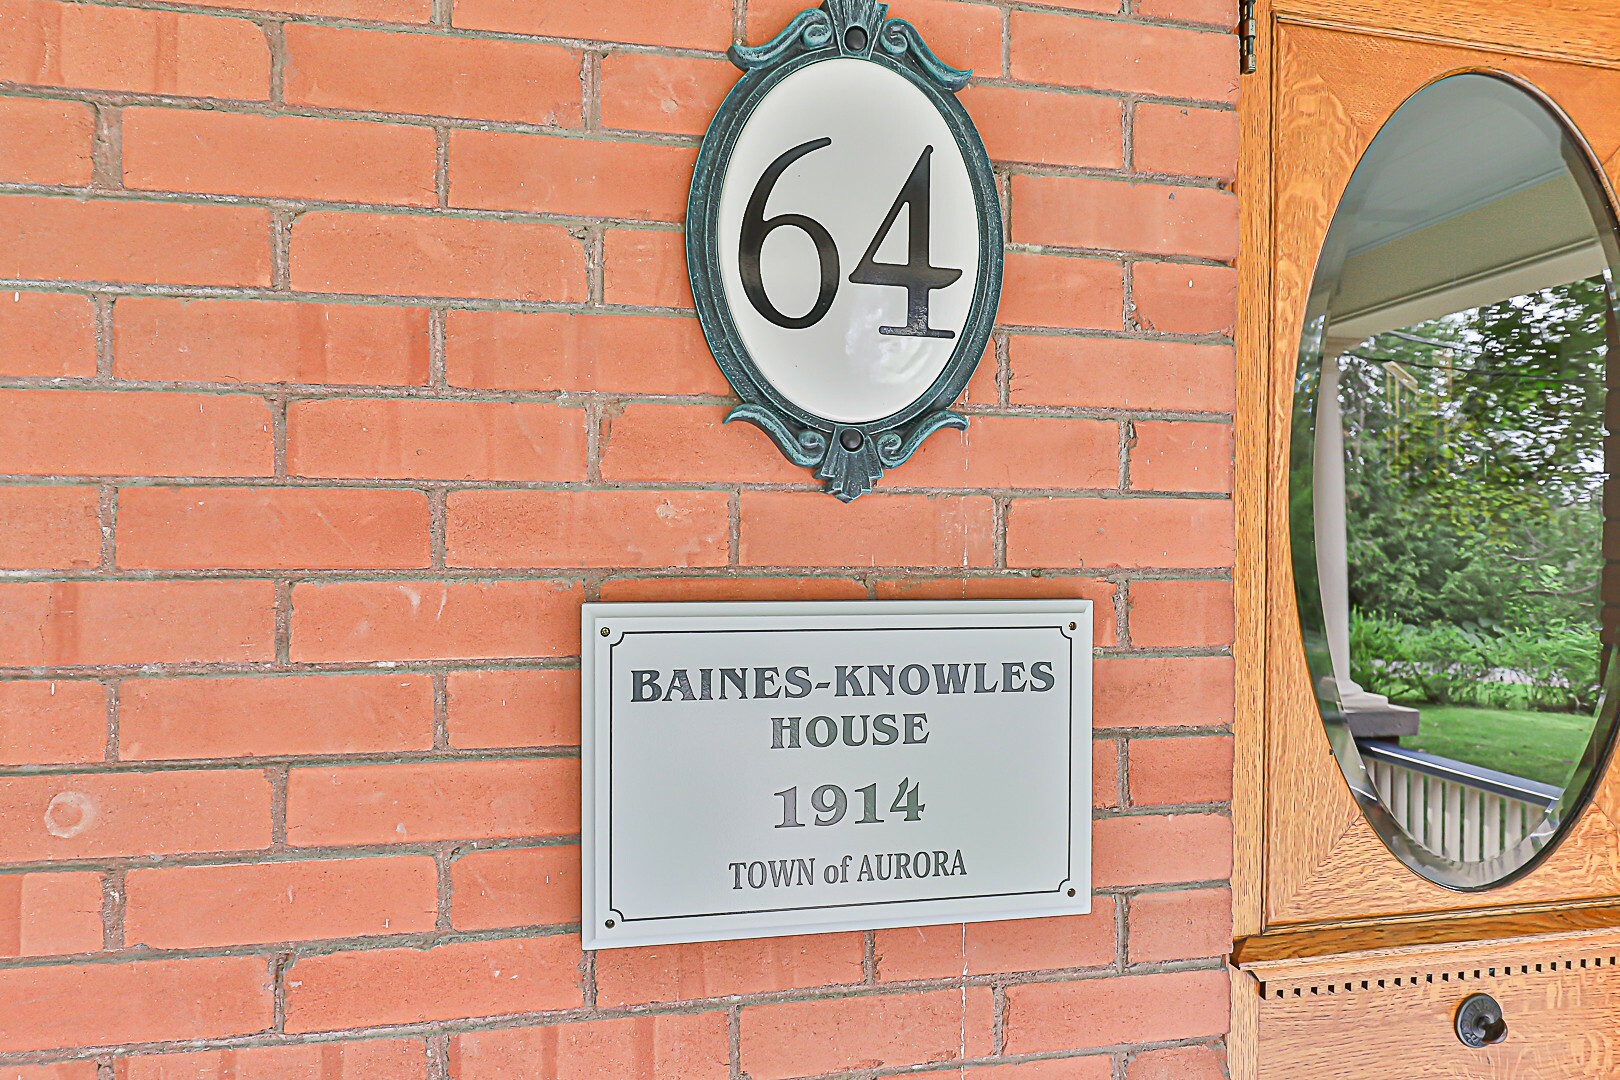 64
BAINES-KNOWLES
HOUSE
1914
TOWN of AURORA